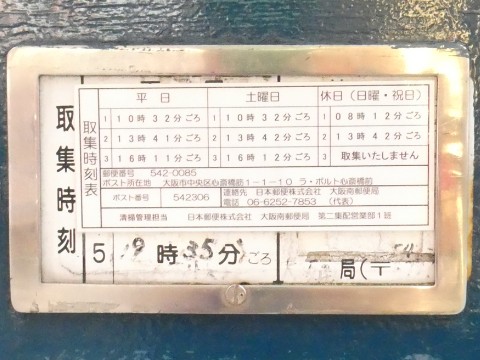 取集時刻
取集時刻表
平日 土曜日 休日（日曜・祝日）
1 10時32分ごろ 1 10時32分ごろ 1 08時12分ごろ
2 13時41分ごろ 2 13時42分ごろ 2 13時42分ごろ
3 16時11分ごろ 3 16時12分ごろ 3 取集いたしません
郵便番号 542-0085
ポスト所在地 大阪市中央区心斎橋筋1-1-10 ラ・ポルト心斎橋前
ポスト番号 542306 連絡先 日本郵便株式会社 大阪南郵便局
電話 06-6252-7853 （代表）
清掃管理担当 日本郵便株式会社 大阪南郵便局 第二集配営業部1班
5 19時35分ごろ
局(〒